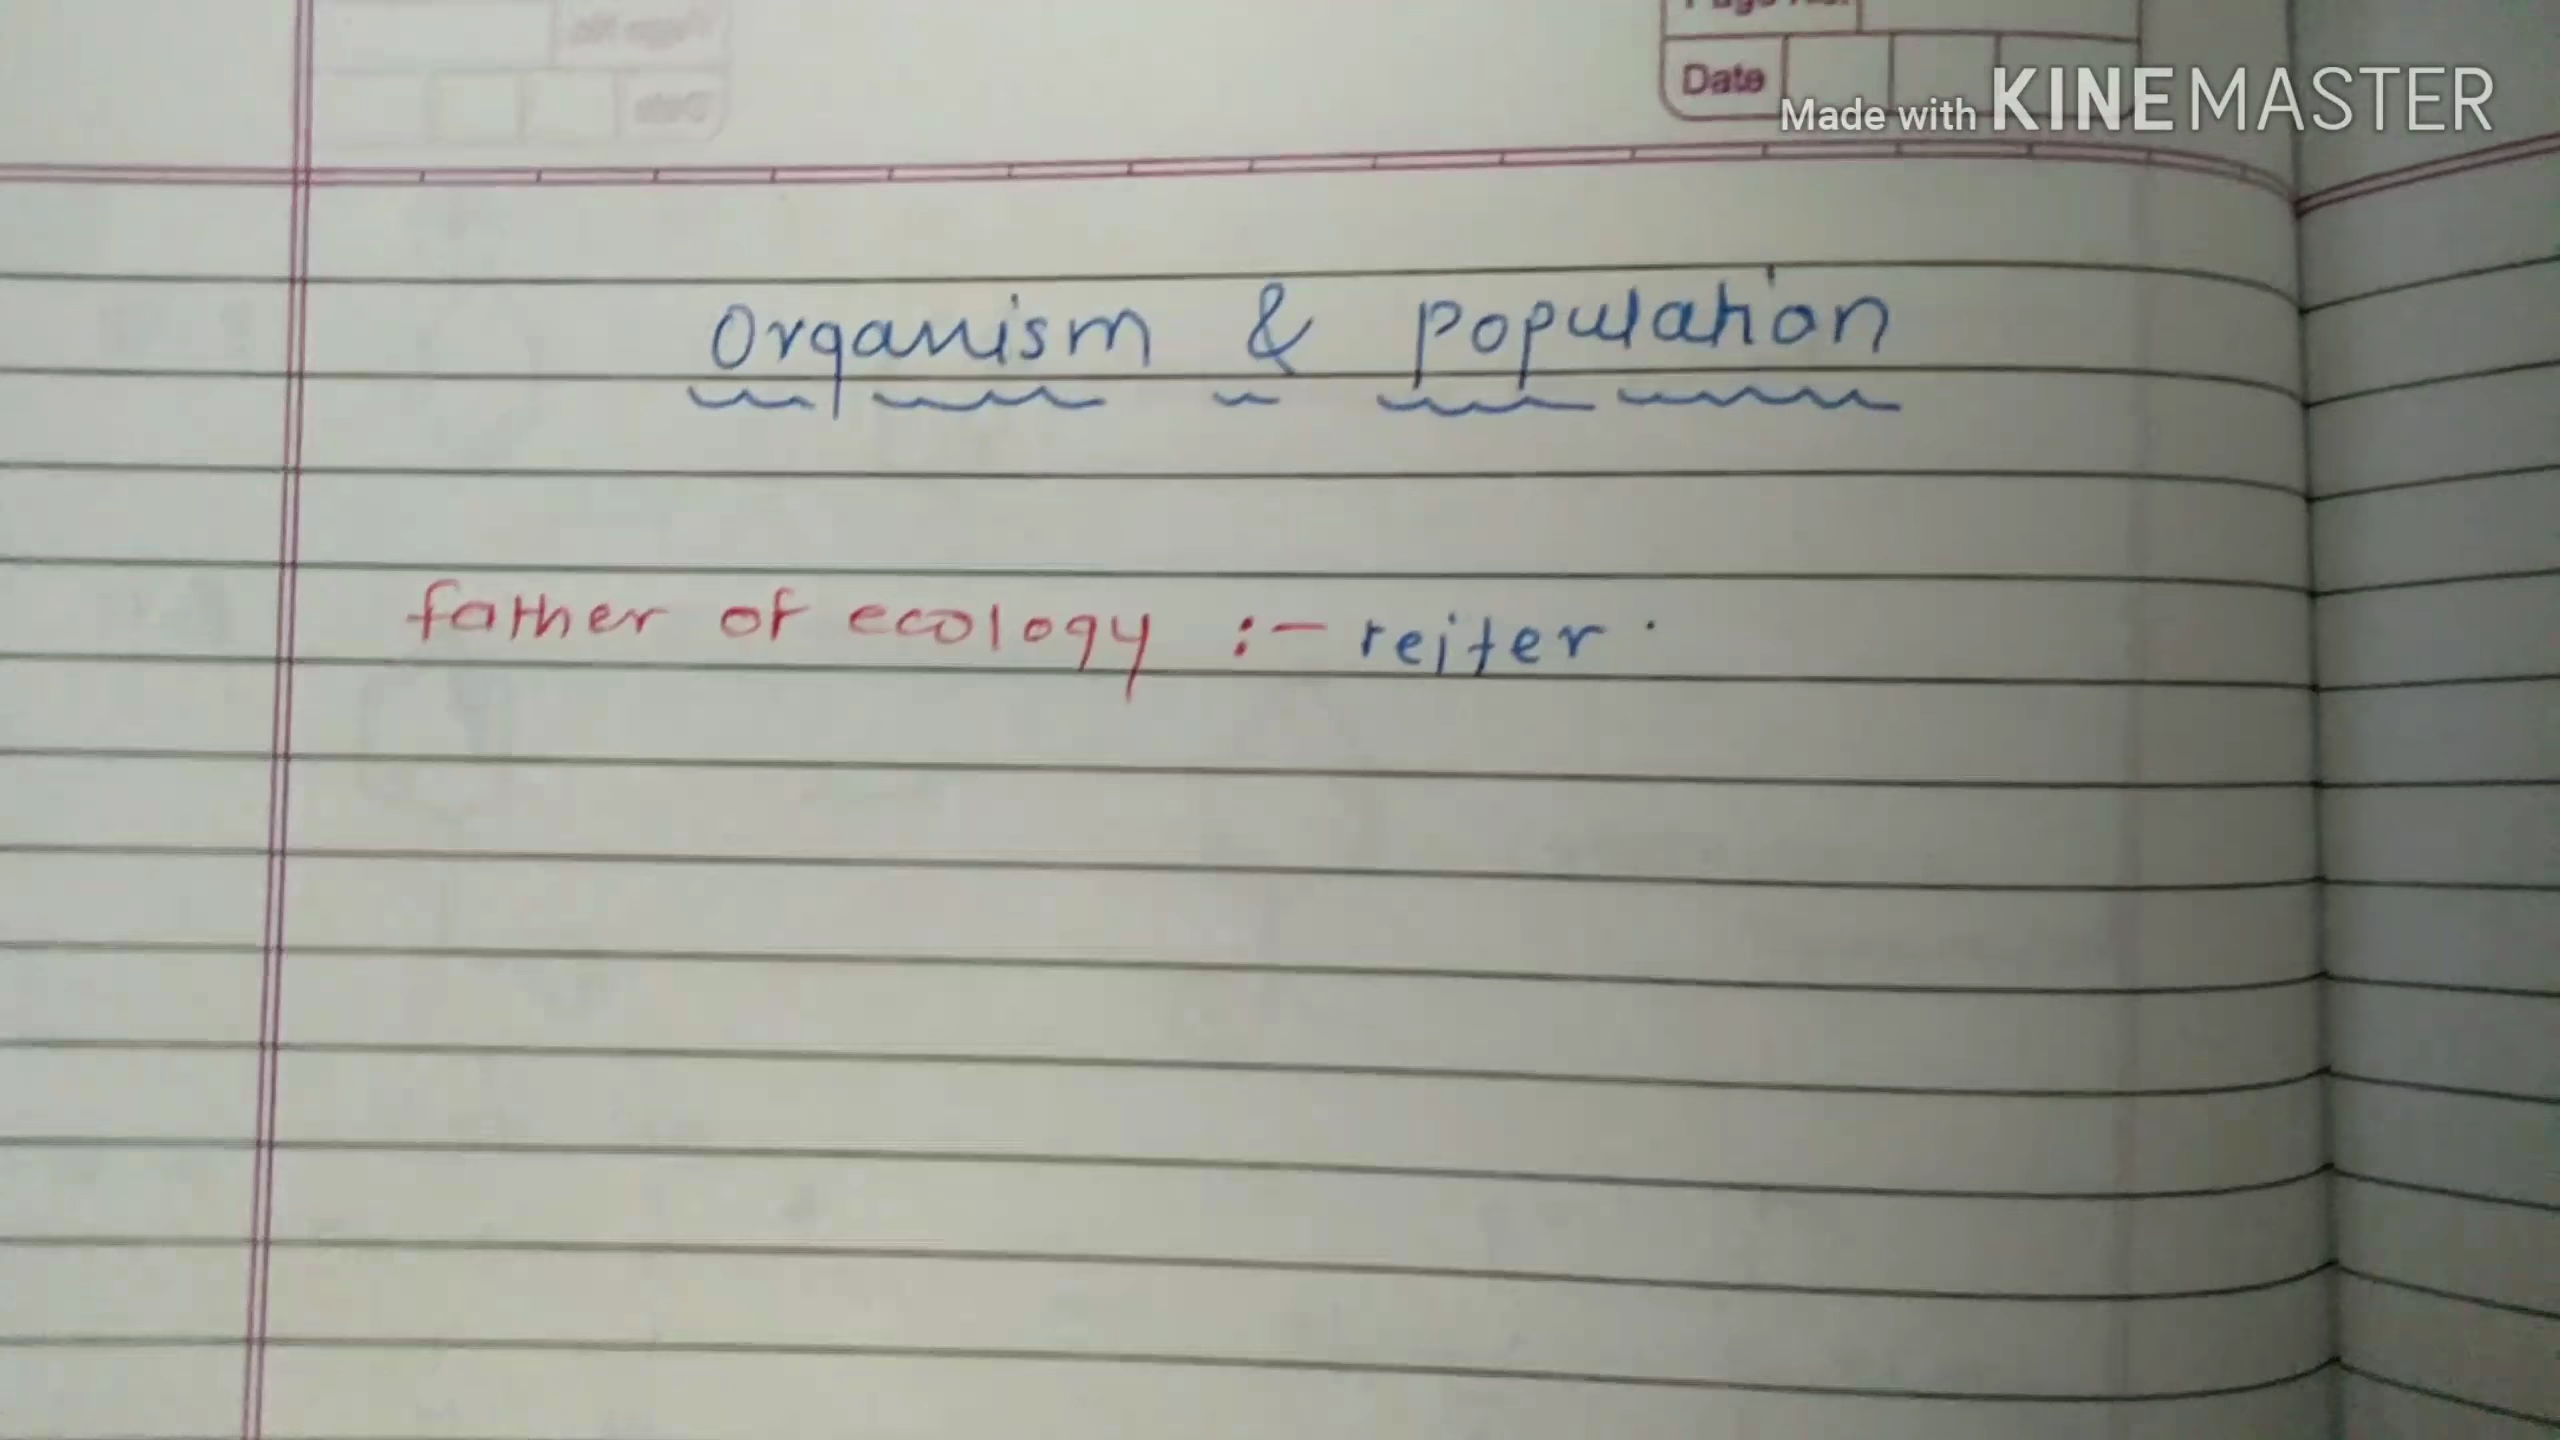 Date
Made with KINEMASTER
Organism & population
father of ecology :- reiter.